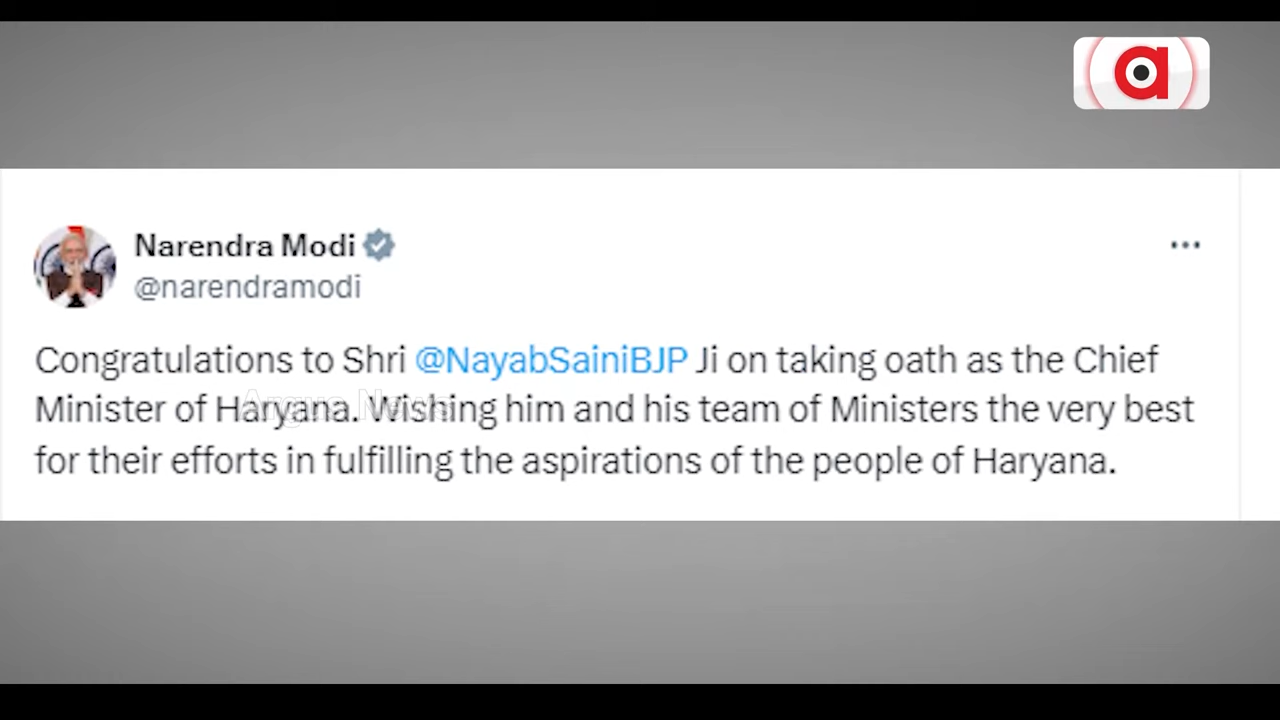 a
Narendra Modi
@narendramodi
Congratulations to Shri @NayabSainiBJP Ji on taking oath as the Chief
Minister of Haryana. Wishing him and his team of Ministers the very best
for their efforts in fulfilling the aspirations of the people of Haryana.
Argus News